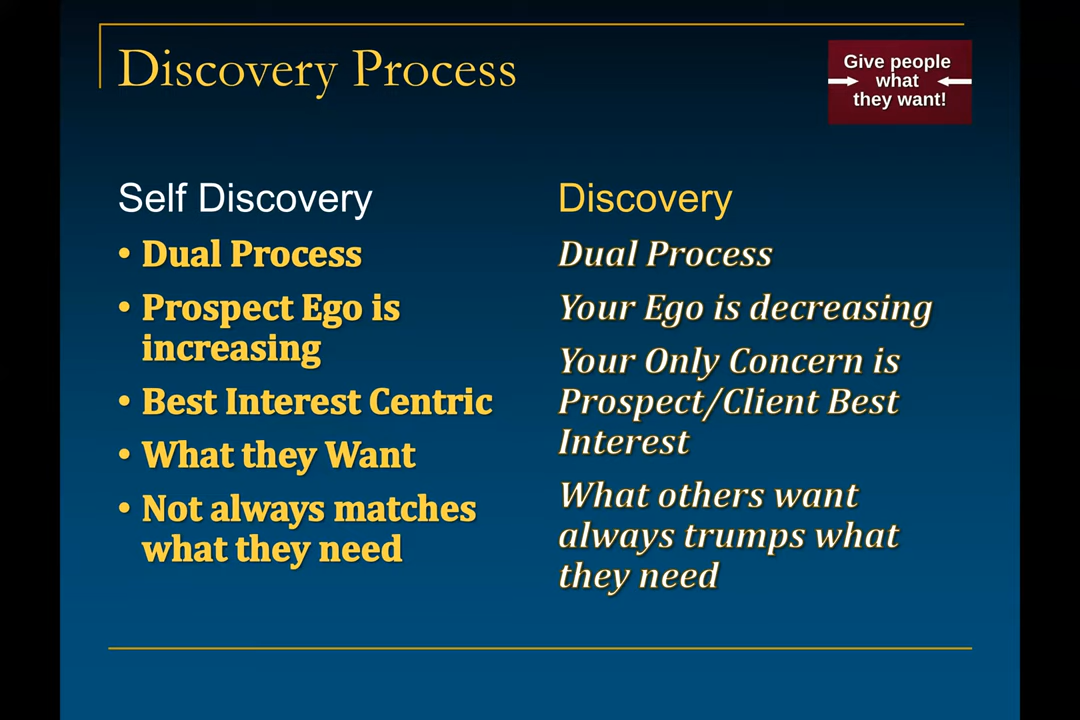 Discovery Process
Give people
what
they want!
Self Discovery
• Dual Process
• Prospect Ego is
increasing
• Best Interest Centric
• What they Want
• Not always matches
what they need
Discovery
Dual Process
Your Ego is decreasing
Your Only Concern is
Prospect/Client Best
Interest
What others want
always trumps what
they need